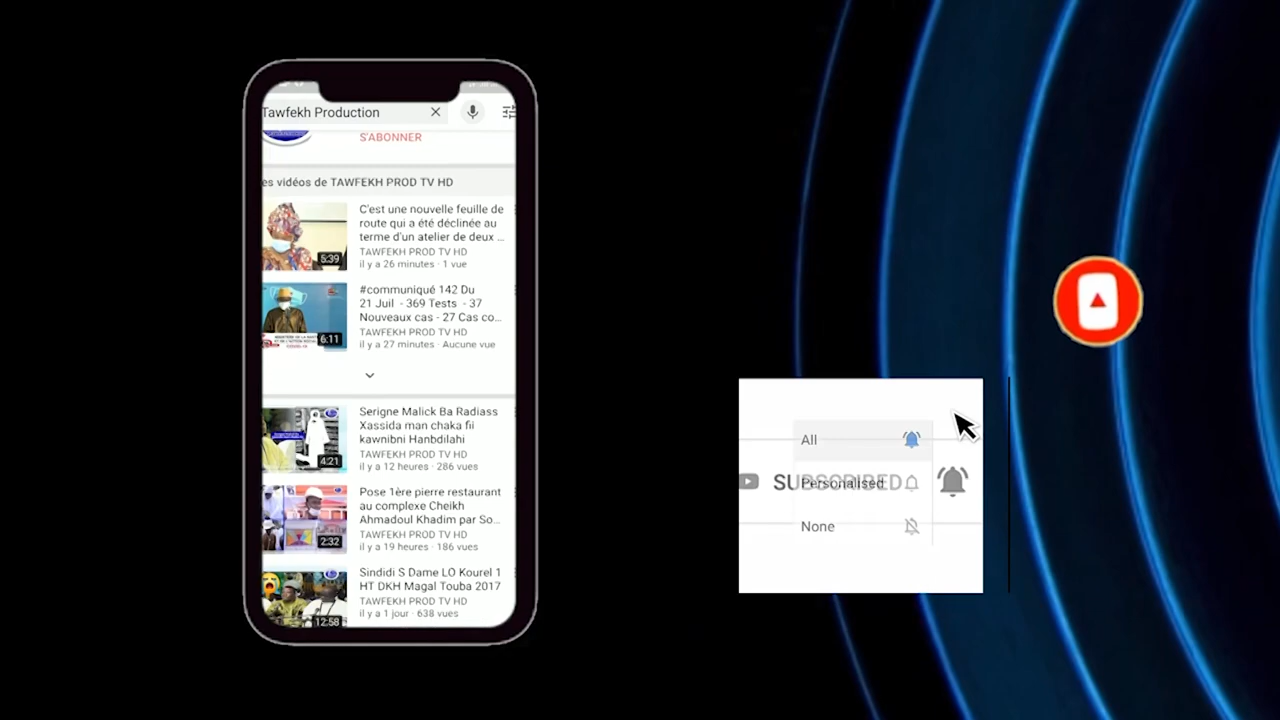 Tawfekh Production
S'ABONNER
es vidéos de TAWFEKH PROD TV HD
C'est une nouvelle feuille de
route qui a été déclinée au
terme d'un atelier de deux ...
TAWFEKH PROD TV HD
il y a 26 minutes · 1 vue
5:39
#communiqué 142 Du
21 Juil - 369 Tests - 37
Nouveaux cas - 27 Cas co...
TAWFEKH PROD TV HD
il y a 27 minutes · Aucune vue
6:11
Serigne Malick Ba Radiass
Xassida man chaka fii
kawnibni Hanbdilahi
TAWFEKH PROD TV HD
il y a 12 heures · 286 vues
4:21
Pose 1ère pierre restaurant
au complexe Cheikh
Ahmadoul Khadim par So...
TAWFEKH PROD TV HD
il y a 19 heures · 186 vues
2:32
Sindidi S Dame LO Kourel 1
HT DKH Magal Touba 2017
TAWFEKH PROD TV HD
il y a 1 jour · 638 vues
12:58
All
SUBSCRIBED
Personalised
None